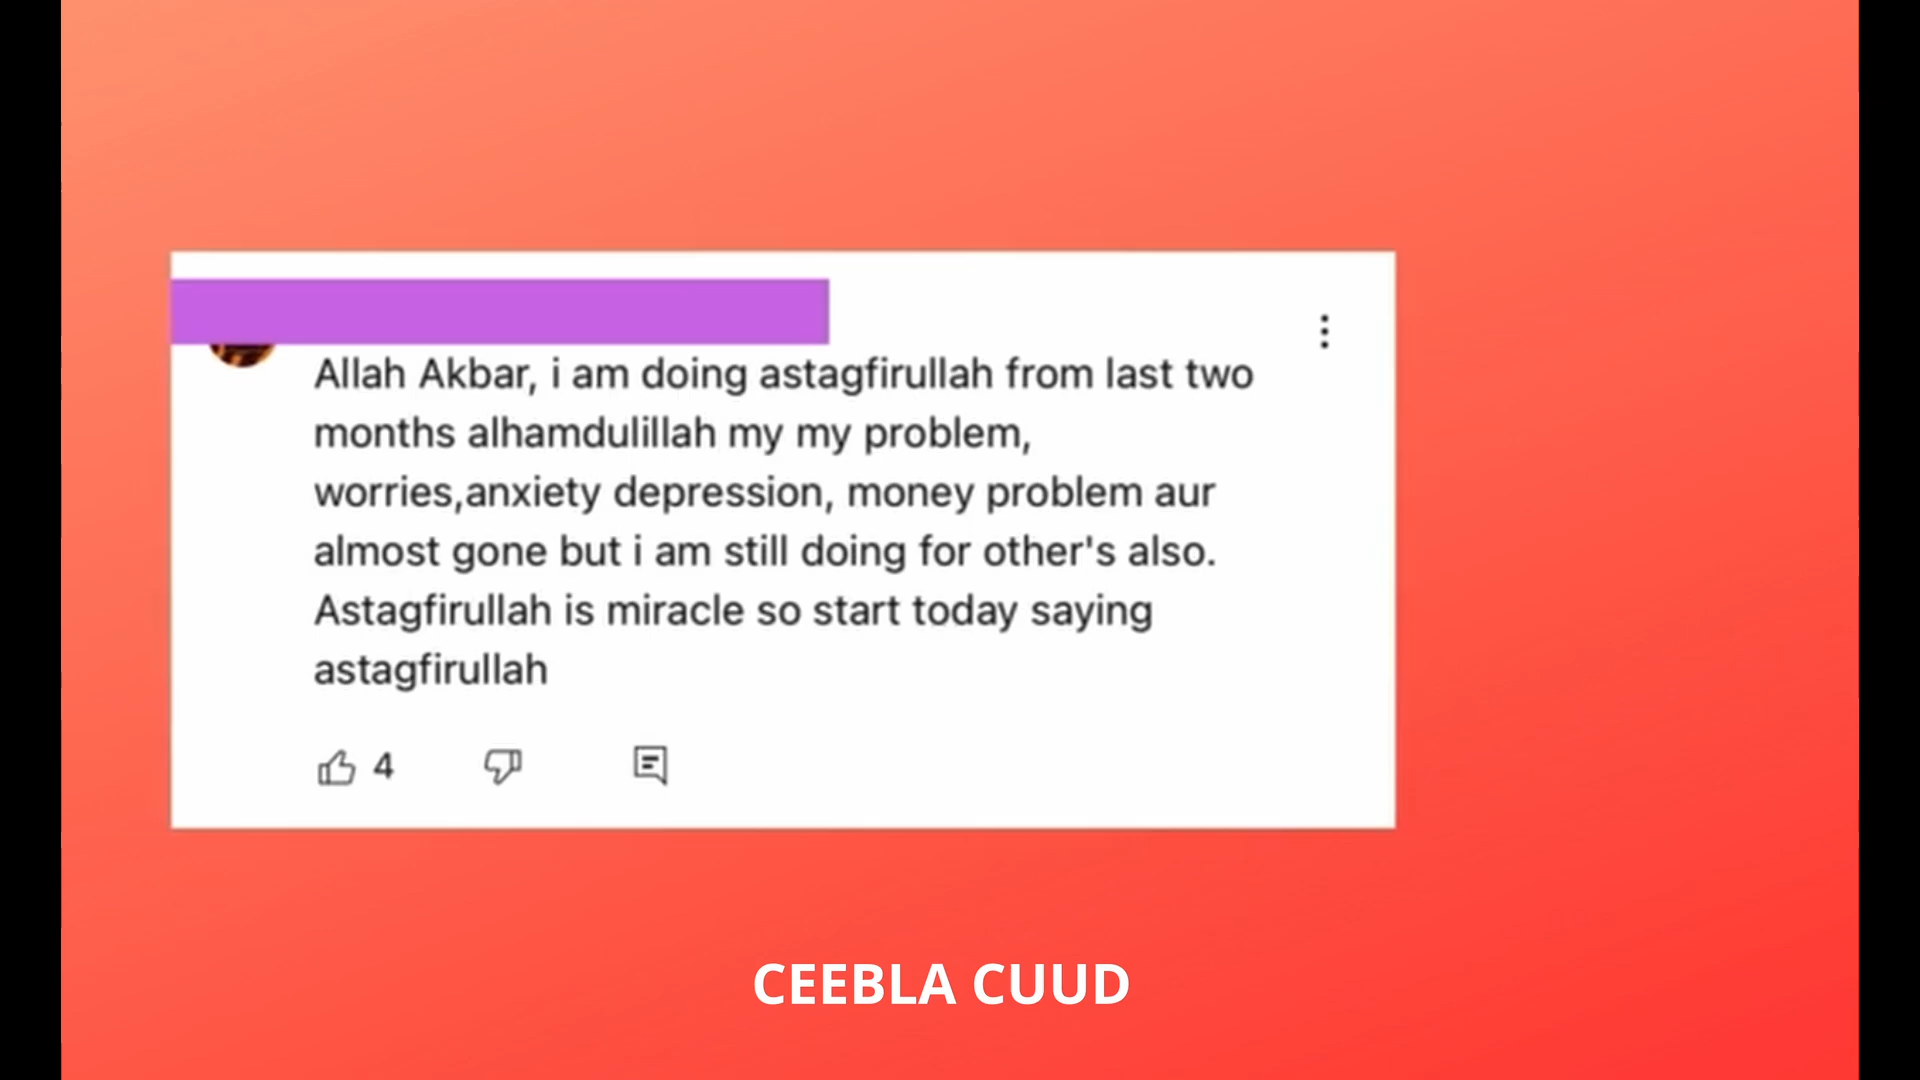 Allah Akbar, i am doing astagfirullah from last two
months alhamdulillah my my problem,
worries,anxiety depression, money problem aur
almost gone but i am still doing for other's also.
Astagfirullah is miracle so start today saying
astagfirullah
4
CEEBLA CUUD